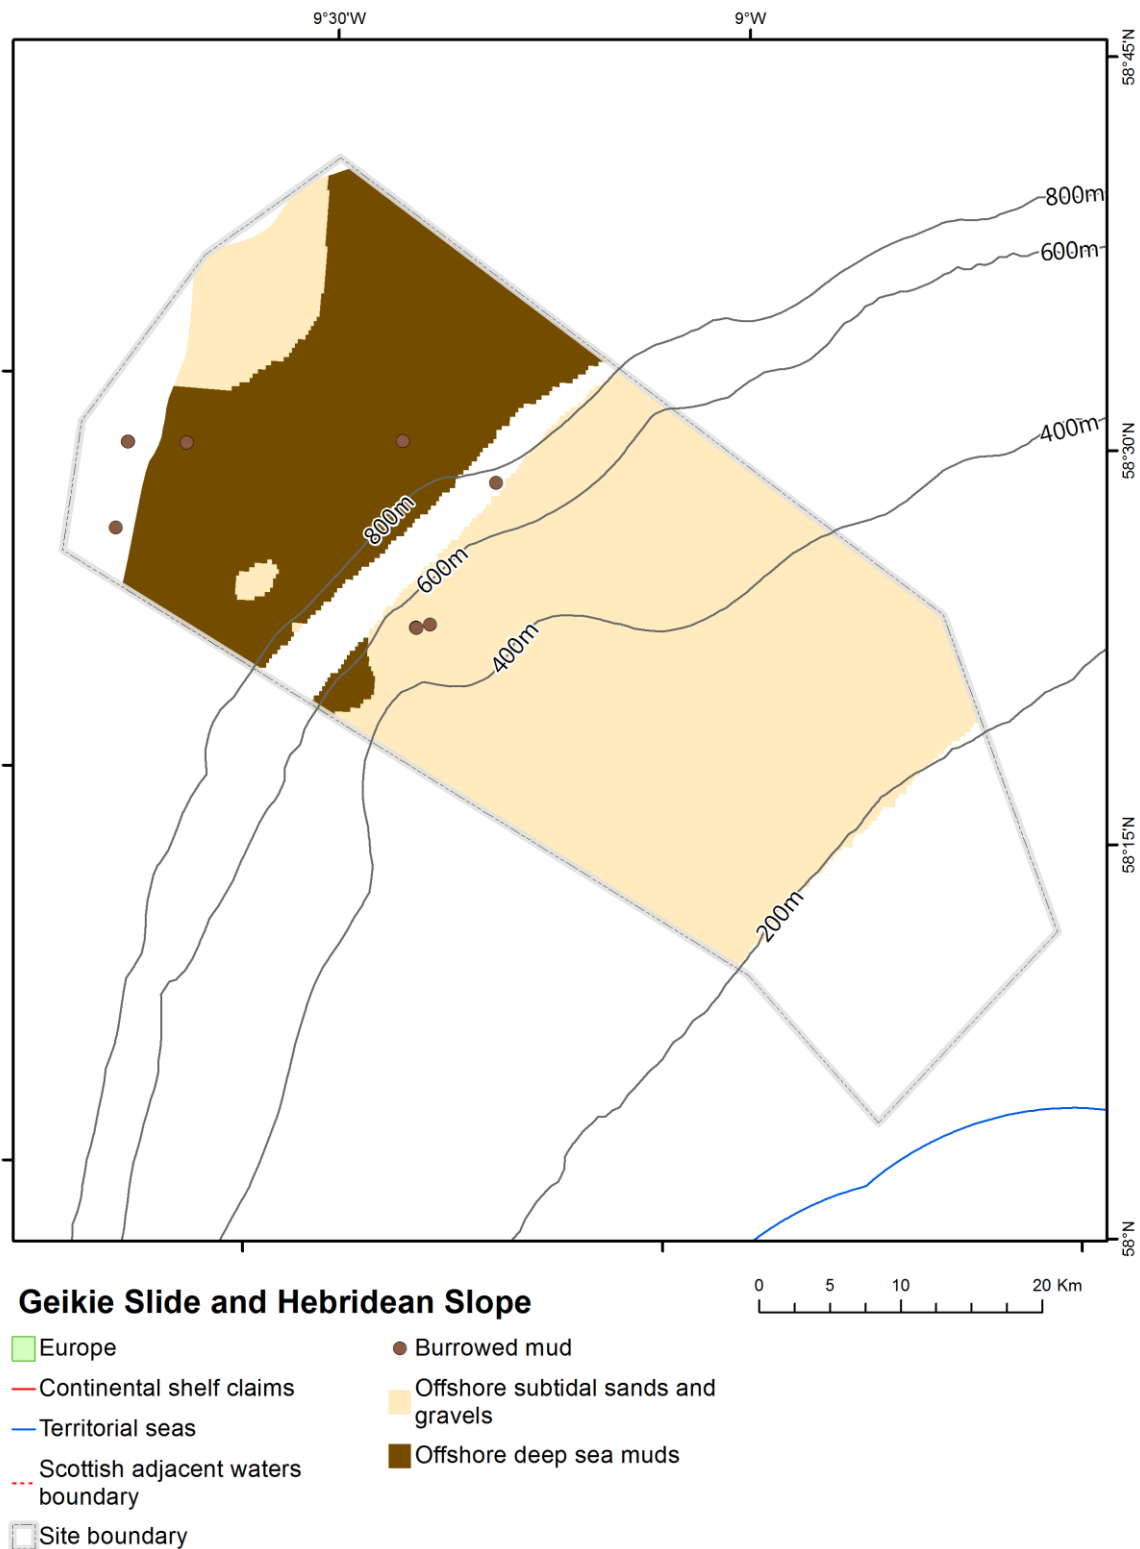 9°30'W
9°W
58°45'N
800m
600m
400m
58°30'N
800m
600m
400m
58°15'N
200m
58°N
Geikie Slide and Hebridean Slope
0 5 10 20 Km
Europe
Continental shelf claims
Territorial seas
Scottish adjacent waters
boundary
Site boundary
Burrowed mud
Offshore subtidal sands and
gravels
Offshore deep sea muds